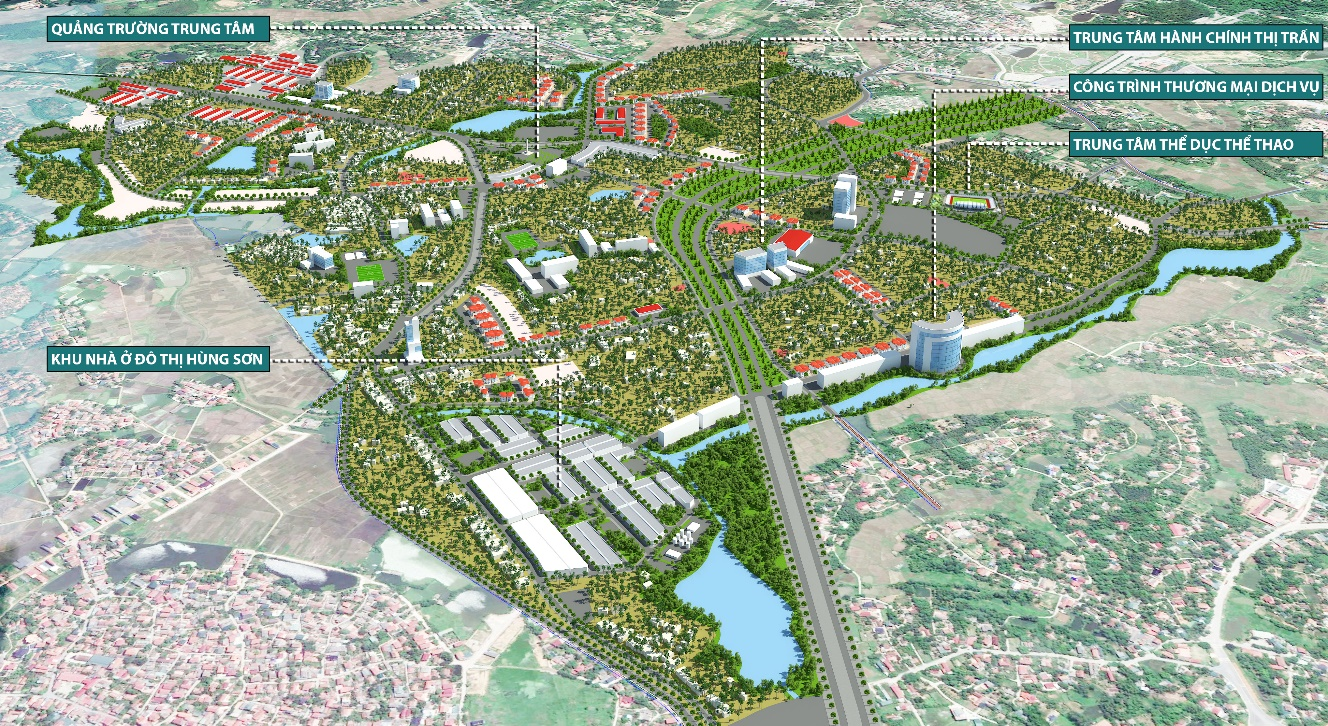 QUẢNG TRƯỜNG TRUNG TÂM
TRUNG TÂM HÀNH CHÍNH THỊ TRẤN
CÔNG TRÌNH THƯƠNG MẠI DỊCH VỤ
TRUNG TÂM THỂ DỤC THỂ THAO
KHU NHÀ Ở ĐÔ THỊ HÙNG SƠN